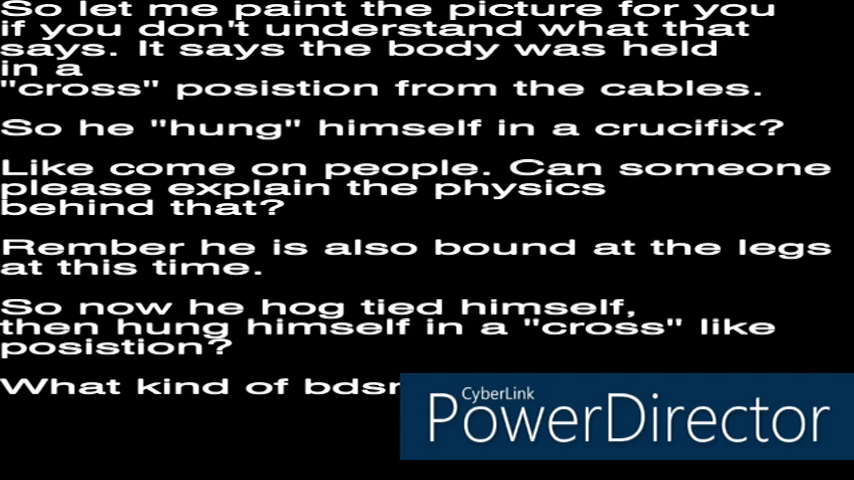 So let me paint the picture for you
if you don't understand what that
says. It says the body was held
in a
"cross" posistion from the cables.
So he "hung" himself in a crucifix?
Like come on people. Can someone
please explain the physics
behind that?
Rember he is also bound at the legs
at this time.
So now he hog tied himself,
then hung himself in a "cross" like
posistion?
What kind of
CyberLink
PowerDirector